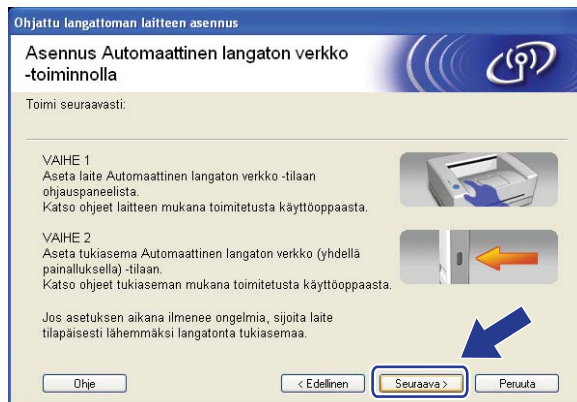 Ohjattu langattoman laitteen asennus
Asennus Automaattinen langaton verkko
-toiminnolla
Toimi seuraavasti:
VAIHE 1
Aseta laite Automaattinen langaton verkko -tilaan
ohjauspaneelista.
Katso ohjeet laitteen mukana toimitetusta käyttöoppaasta.
VAIHE 2
Aseta tukiasema Automaattinen langaton verkko (yhdellä
painalluksella) -tilaan.
Katso ohjeet tukiaseman mukana toimitetusta käyttöoppaasta.
Jos asetuksen aikana ilmenee ongelmia, sijoita laite
tilapäisesti lähemmäksi langatonta tukiasemaa.
Ohje < Edellinen Seuraava > Peruuta